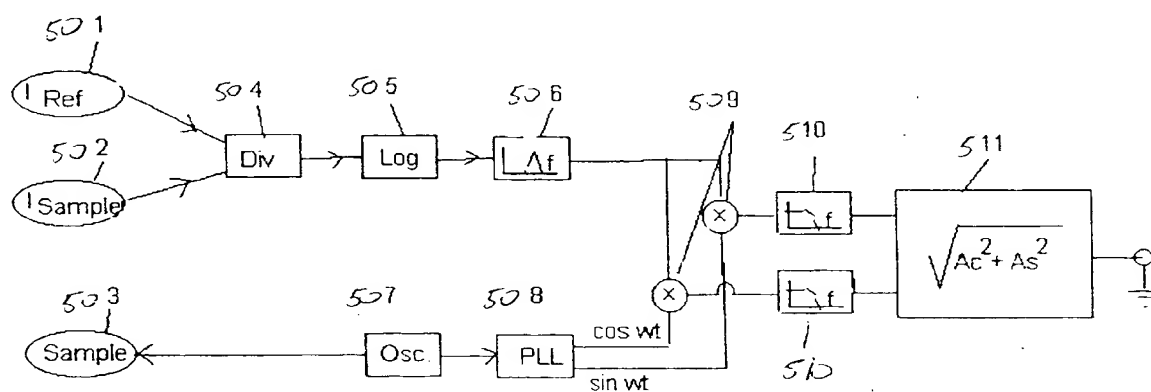 501
I Ref
504
505
506
509
510
511
502
Div
Log
f
I Sample
x
f
√Ac²+As²
503
507
508
x
f
cos wt
Sample
Osc.
PLL
sin wt
510